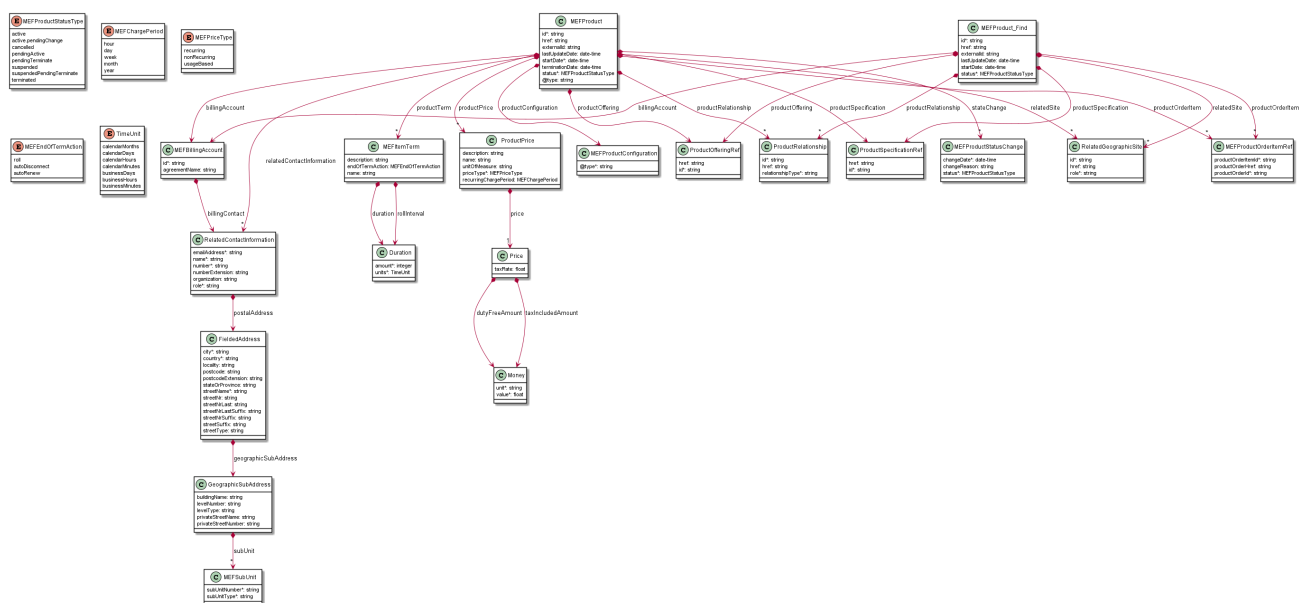 E MEFProductStatusType
active
active.pendingChange
cancelled
pendingActive
pendingTerminate
suspended
suspendedPendingTerminate
terminated
E MEFChargePeriod
hour
day
week
month
year
E MEFPriceType
recurring
nonRecurring
usageBased
C MEFProduct
id*: string
href: string
externalId: string
lastUpdateDate: date-time
startDate*: date-time
terminationDate: date-time
status*: MEFProductStatusType
@type: string
C MEFProduct_Find
id*: string
href: string
externalId: string
lastUpdateDate: date-time
startDate: date-time
status*: MEFProductStatusType
billingAccount
productTerm
productPrice
productConfiguration
productOffering
billingAccount
productRelationship
productOffering
productSpecification
productRelationship
stateChange
relatedSite
productSpecification
productOrderItem
relatedSite
productOrderItem
relatedContactInformation
E MEFEndOfTermAction
roll
autoDisconnect
autoRenew
E TimeUnit
calendarMonths
calendarDays
calendarHours
calendarMinutes
businessDays
businessHours
businessMinutes
C MEFBillingAccount
id*: string
agreementName: string
C MEFItemTerm
description: string
endOfTermAction: MEFEndOfTermAction
name: string
C ProductPrice
description: string
name: string
unitOfMeasure: string
priceType*: MEFPriceType
recurringChargePeriod: MEFChargePeriod
C MEFProductConfiguration
@type*: string
C ProductOfferingRef
href: string
id*: string
C ProductRelationship
id*: string
href: string
relationshipType*: string
C ProductSpecificationRef
href: string
id*: string
C MEFProductStatusChange
changeDate*: date-time
changeReason: string
status*: MEFProductStatusType
C RelatedGeographicSite
id*: string
href: string
role*: string
C MEFProductOrderItemRef
productOrderItemId*: string
productOrderHref: string
productOrderId*: string
billingContact
duration
rollInterval
price
C RelatedContactInformation
emailAddress*: string
name*: string
number*: string
numberExtension: string
organization: string
role*: string
C Duration
amount*: integer
units*: TimeUnit
C Price
taxRate: float
postalAddress
dutyFreeAmount
taxIncludedAmount
C FieldedAddress
city*: string
country*: string
locality: string
postcode: string
postcodeExtension: string
stateOrProvince: string
streetName*: string
streetNr: string
streetNrLast: string
streetNrLastSuffix: string
streetNrSuffix: string
streetSuffix: string
streetType: string
C Money
unit*: string
value*: float
geographicSubAddress
C GeographicSubAddress
buildingName: string
levelNumber: string
levelType: string
privateStreetName: string
privateStreetNumber: string
subUnit
C MEFSubUnit
subUnitNumber*: string
subUnitType*: string